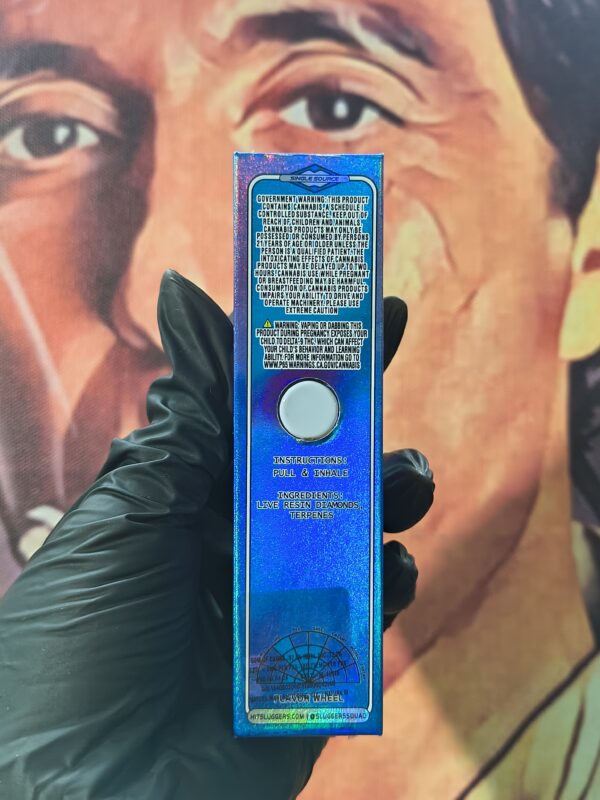 SINGLE SOURCE
GOVERNMENT WARNING: THIS PRODUCT
CONTAINS CANNABIS, A SCHEDULE I
CONTROLLED SUBSTANCE. KEEP OUT OF
REACH OF CHILDREN AND ANIMALS.
CANNABIS PRODUCTS MAY ONLY BE
POSSESSED OR CONSUMED BY PERSONS
21 YEARS OF AGE OR OLDER UNLESS THE
PERSON IS A QUALIFIED PATIENT. THE
INTOXICATING EFFECTS OF CANNABIS
PRODUCTS MAY BE DELAYED UP TO TWO
HOURS. CANNABIS USE WHILE PREGNANT
OR BREASTFEEDING MAY BE HARMFUL.
CONSUMPTION OF CANNABIS PRODUCTS
IMPAIRS YOUR ABILITY TO DRIVE AND
OPERATE MACHINERY. PLEASE USE
EXTREME CAUTION
WARNING: VAPING OR DABBING THIS
PRODUCT DURING PREGNANCY EXPOSES YOUR
CHILD TO DELTA-9 THC, WHICH CAN AFFECT
YOUR CHILD'S BEHAVIOR AND LEARNING
ABILITY. FOR MORE INFORMATION GO TO
WWW.P65WARNINGS.CA.GOV/CANNABIS
INSTRUCTIONS:
PULL & INHALE
INGREDIENTS:
LIVE RESIN DIAMONDS,
TERPENES
FLAVOR WHEEL
HITSLUGGERS.COM | @SLUGGERSSQUAD